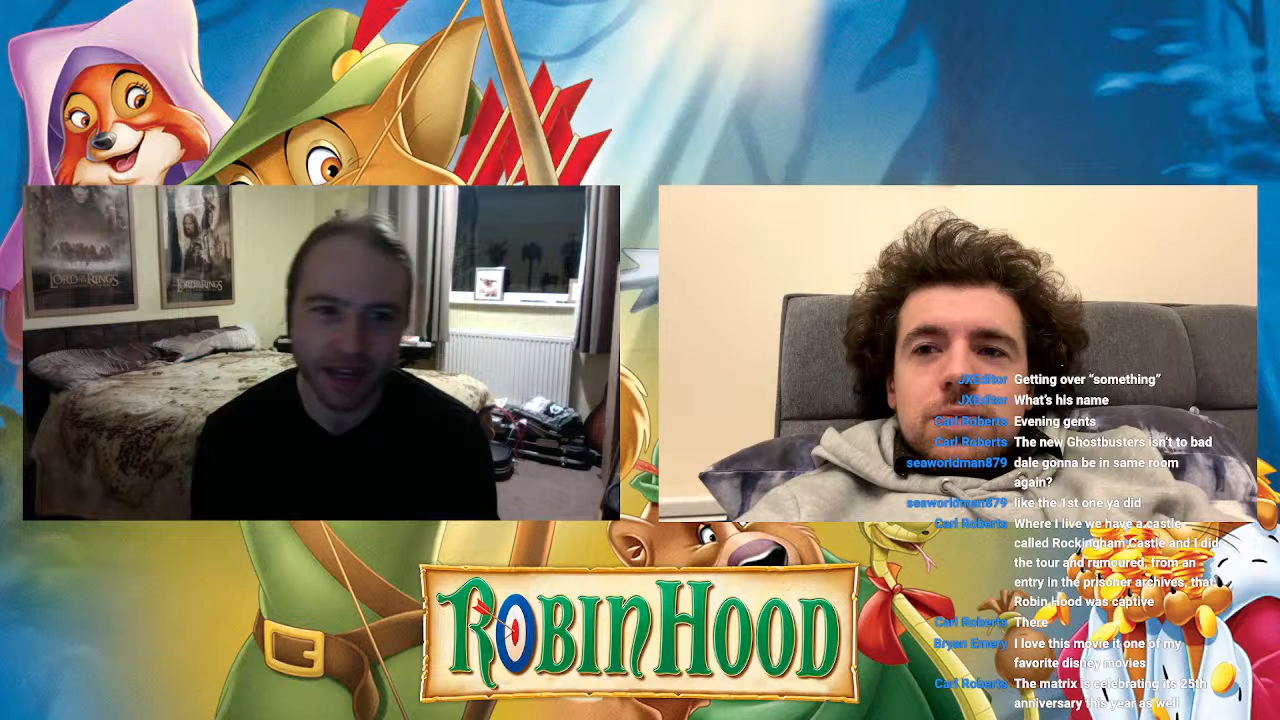 LORD OF THE RINGS
LORD OF THE RINGS
JXEditor Getting over “something”
JXEditor What's his name
Carl Roberts Evening gents
Carl Roberts The new Ghostbusters isn't to bad
seaworldman879 dale gonna be in same room
again?
seaworldman879 like the 1st one ya did
Carl Roberts Where I live we have a castle
called Rockingham Castle and I did
the tour and rumoured, from an
entry in the prisoner archives, that
Robin Hood was captive
Carl Roberts There
Bryan Emery I love this movie it one of my
favorite disney movies
Carl Roberts The matrix is celebrating its 25th
anniversary this year as well
ROBIN HOOD